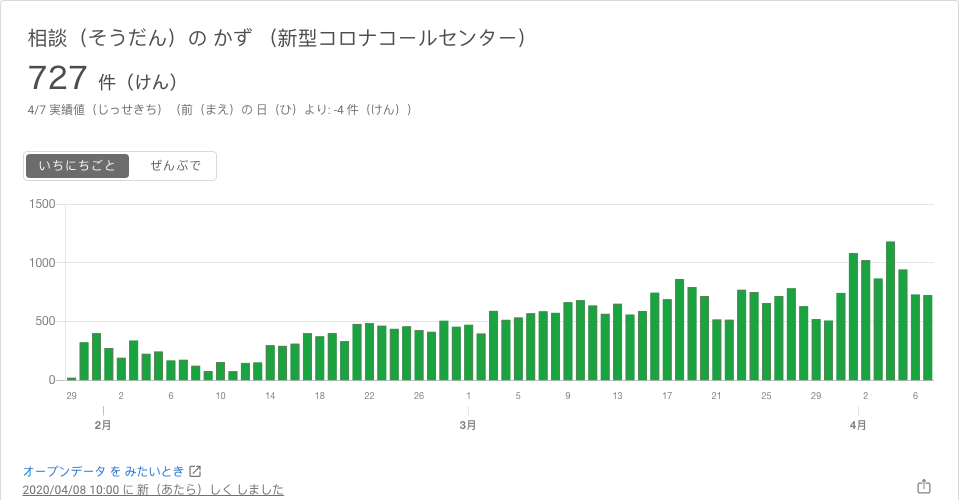 相談（そうだん）の かず （新型コロナコールセンター）
727 件（けん）
4/7 実績値（じっせきち）（前（まえ）の 日（ひ）より: -4 件（けん））
いちにちごと ぜんぶで
1500
1000
500
0
29 2 6 10 14 18 22 26 1 5 9 13 17 21 25 29 2 6
2月 3月 4月
オープンデータ を みたいとき
2020/04/08 10:00 に 新（あたら）しく しました